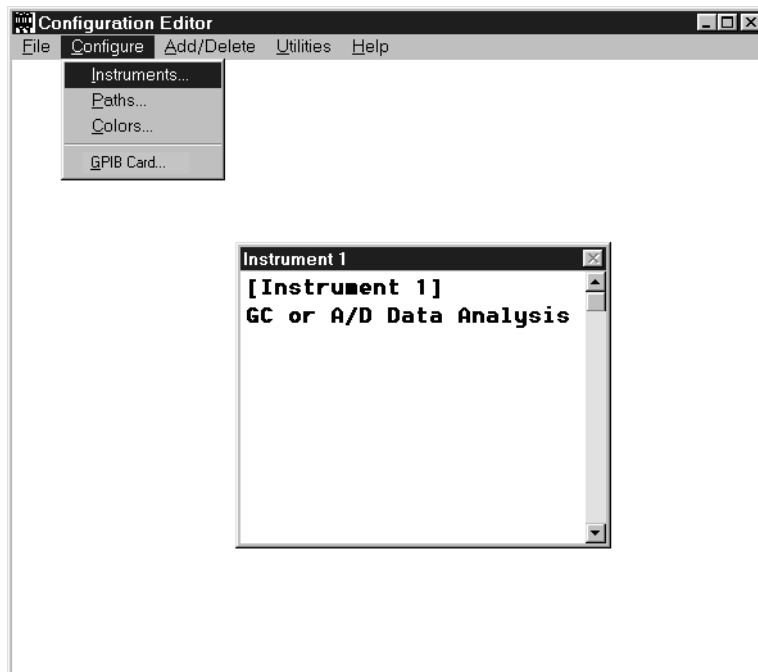 Configuration Editor
File Configure Add/Delete Utilities Help
Instruments...
Paths...
Colors...
GPIB Card...
Instrument 1
[Instrument 1]
GC or A/D Data Analysis